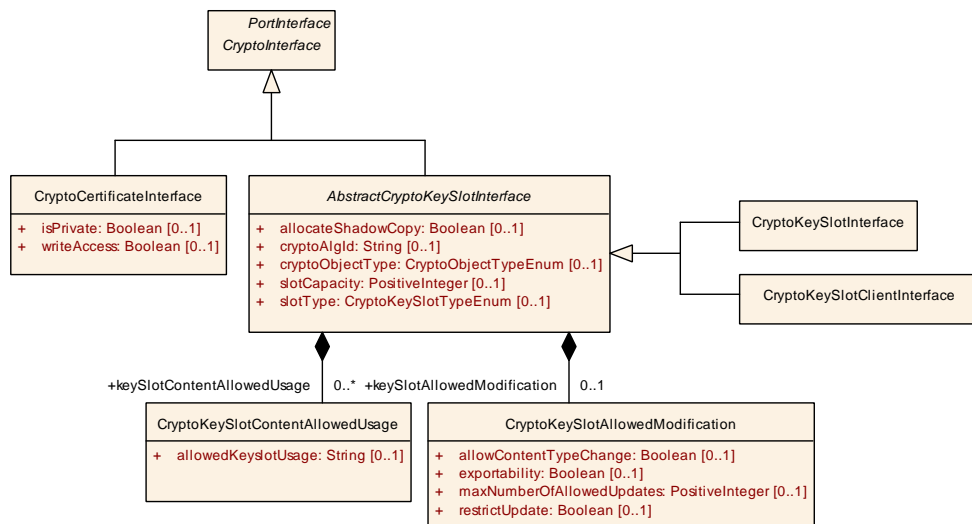 PortInterface
CryptoInterface
CryptoCertificateInterface
+ isPrivate: Boolean [0..1]
+ writeAccess: Boolean [0..1]
AbstractCryptoKeySlotInterface
+ allocateShadowCopy: Boolean [0..1]
+ cryptoAlgId: String [0..1]
+ cryptoObjectType: CryptoObjectTypeEnum [0..1]
+ slotCapacity: PositiveInteger [0..1]
+ slotType: CryptoKeySlotTypeEnum [0..1]
CryptoKeySlotInterface
CryptoKeySlotClientInterface
+keySlotContentAllowedUsage 0..* +keySlotAllowedModification 0..1
CryptoKeySlotContentAllowedUsage
+ allowedKeyslotUsage: String [0..1]
CryptoKeySlotAllowedModification
+ allowContentTypeChange: Boolean [0..1]
+ exportability: Boolean [0..1]
+ maxNumberOfAllowedUpdates: PositiveInteger [0..1]
+ restrictUpdate: Boolean [0..1]